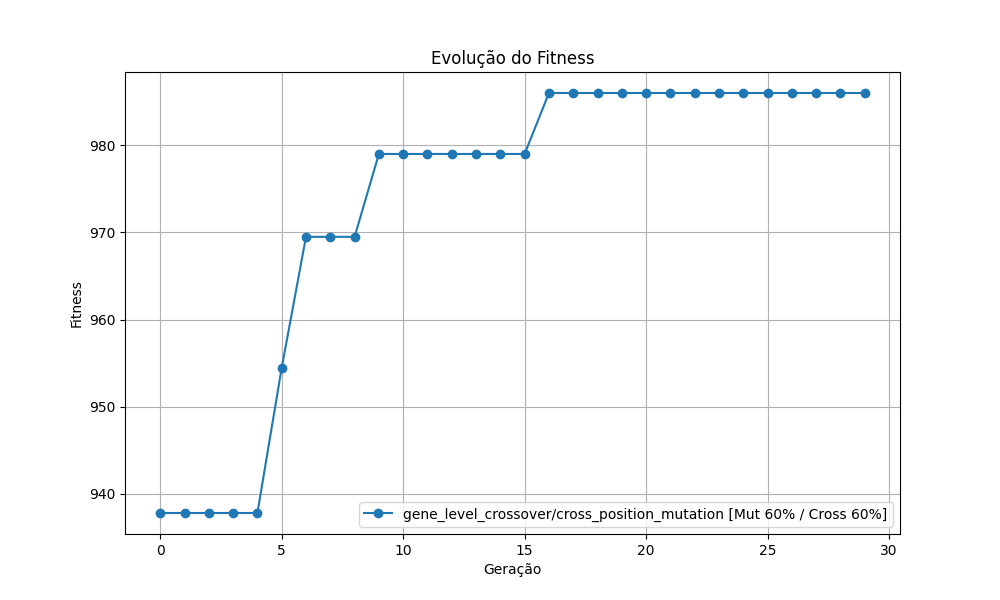 Evolução do Fitness
Fitness
980
970
960
950
940
gene_level_crossover/cross_position_mutation [Mut 60% / Cross 60%]
0 5 10 15 20 25 30
Geração